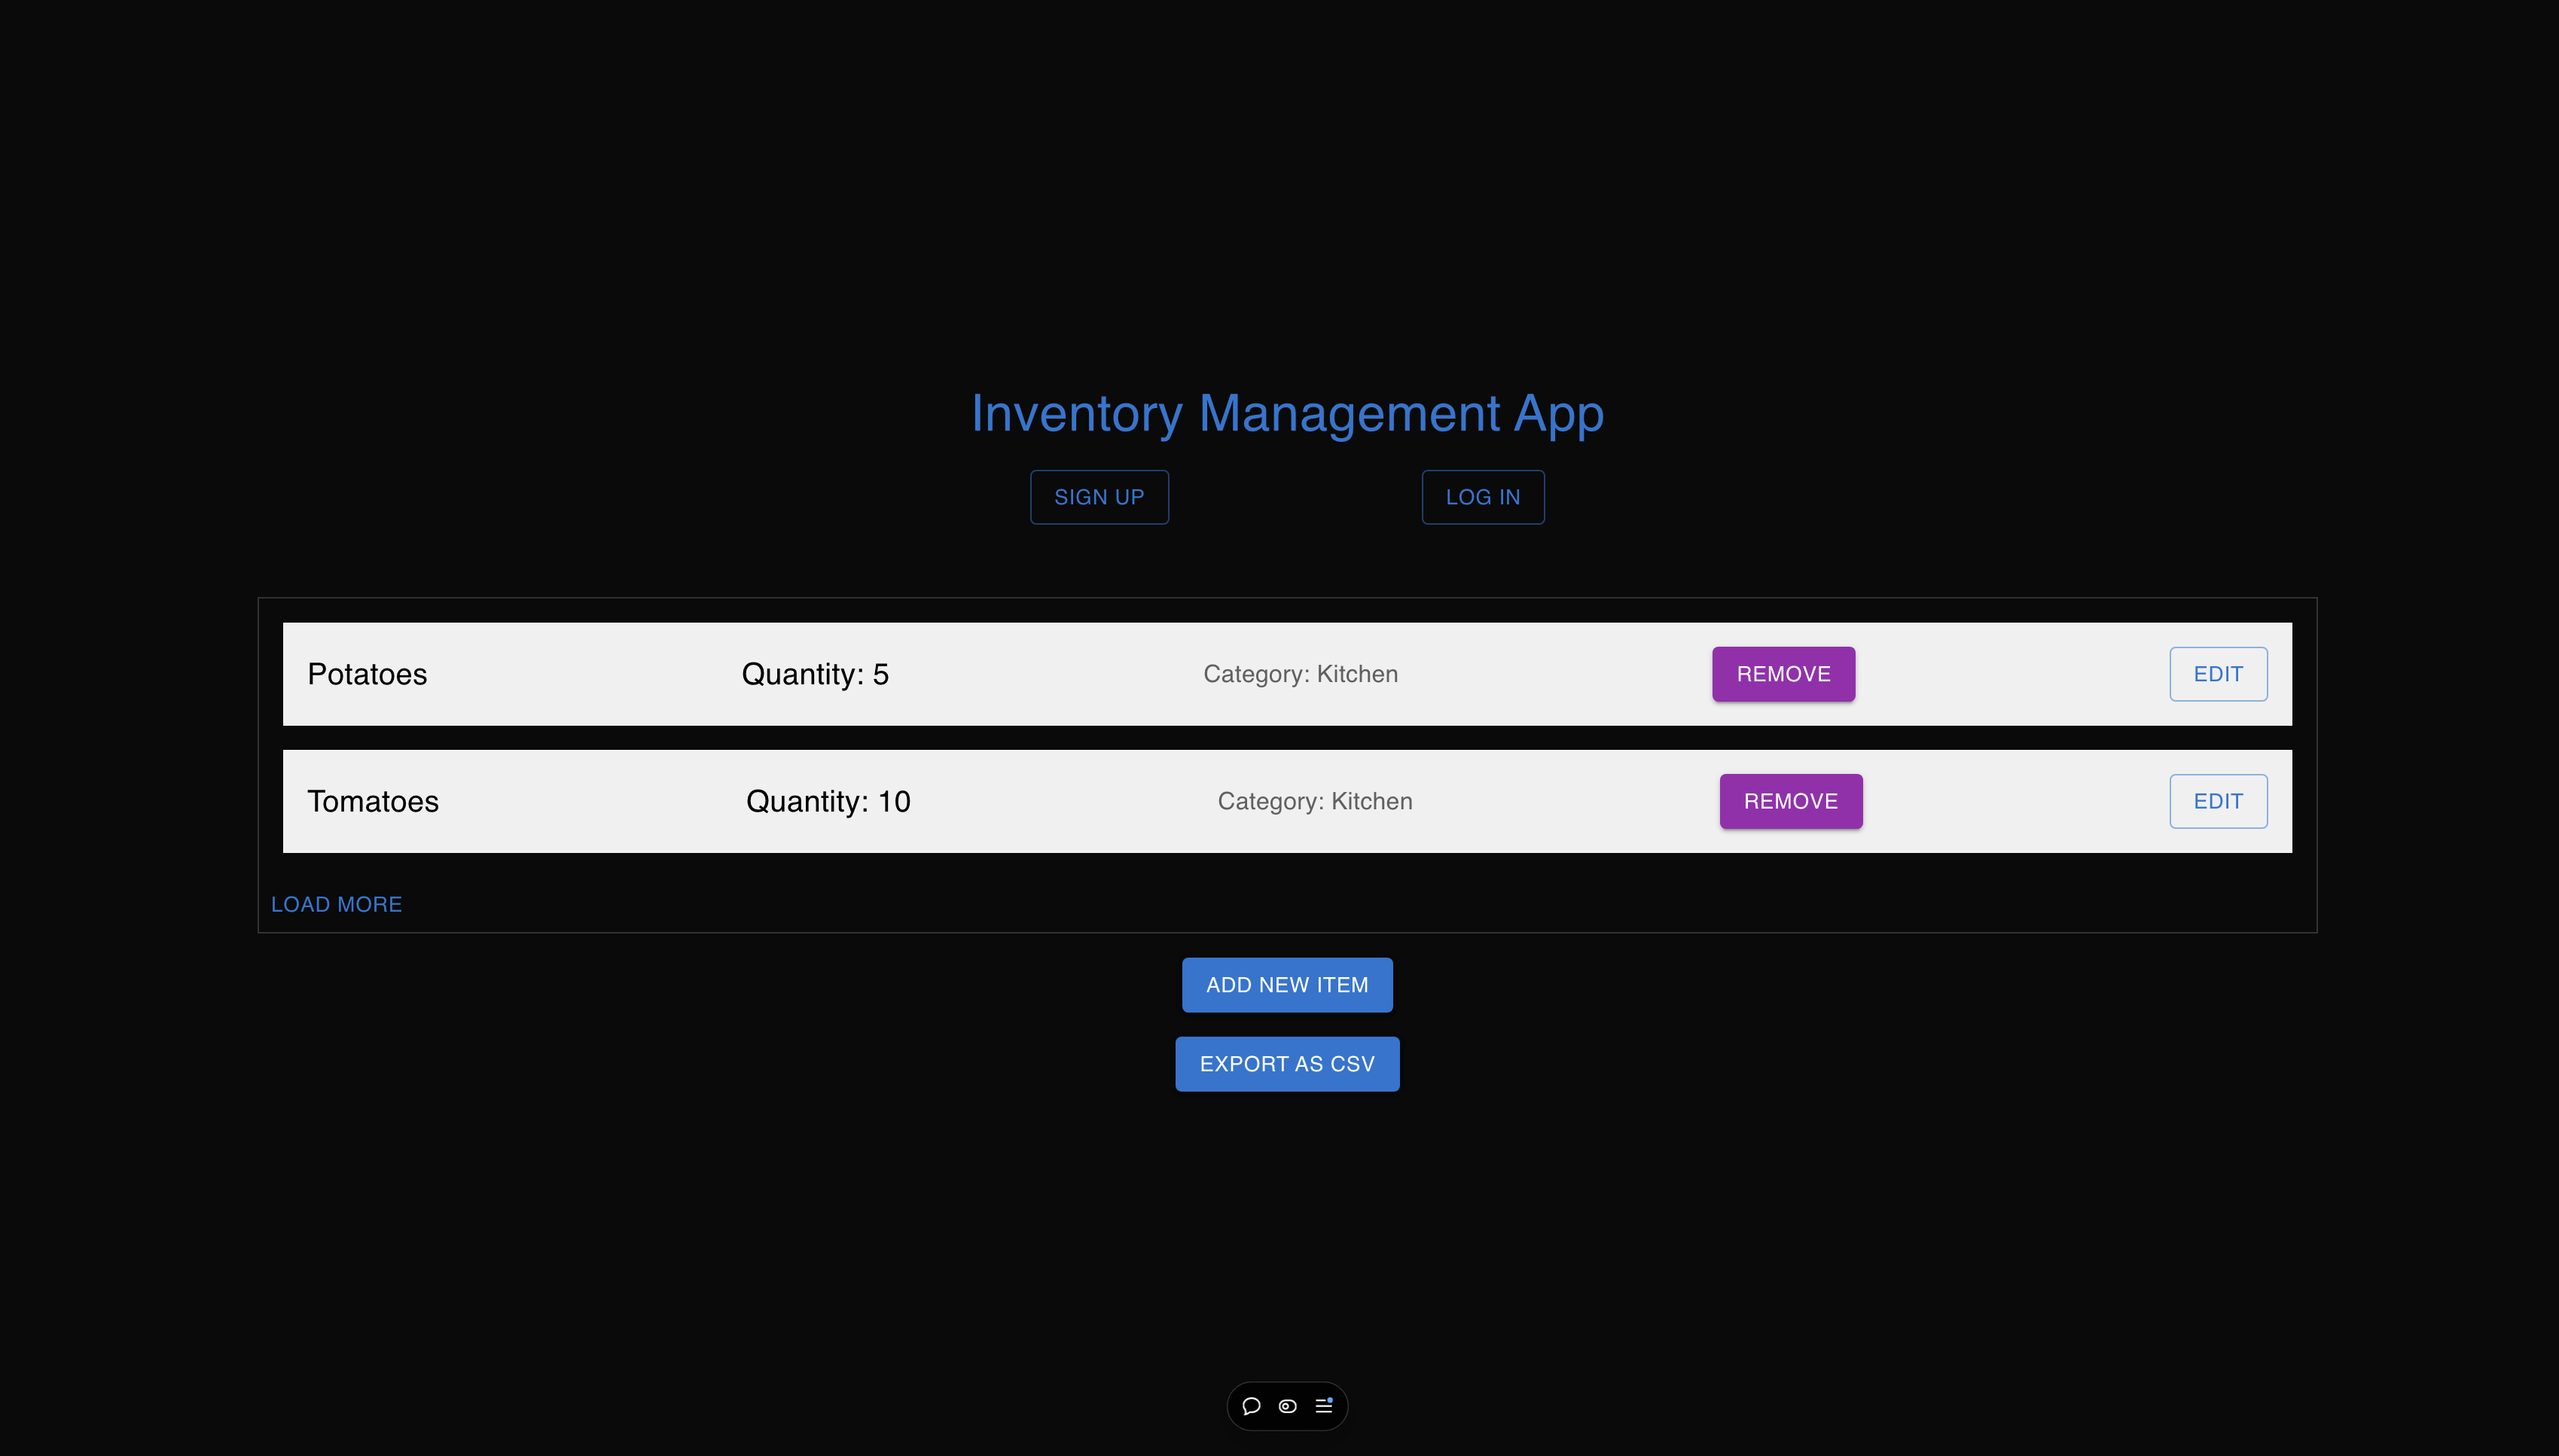 Inventory Management App
SIGN UP LOG IN
Potatoes Quantity: 5 Category: Kitchen REMOVE EDIT
Tomatoes Quantity: 10 Category: Kitchen REMOVE EDIT
LOAD MORE
ADD NEW ITEM
EXPORT AS CSV